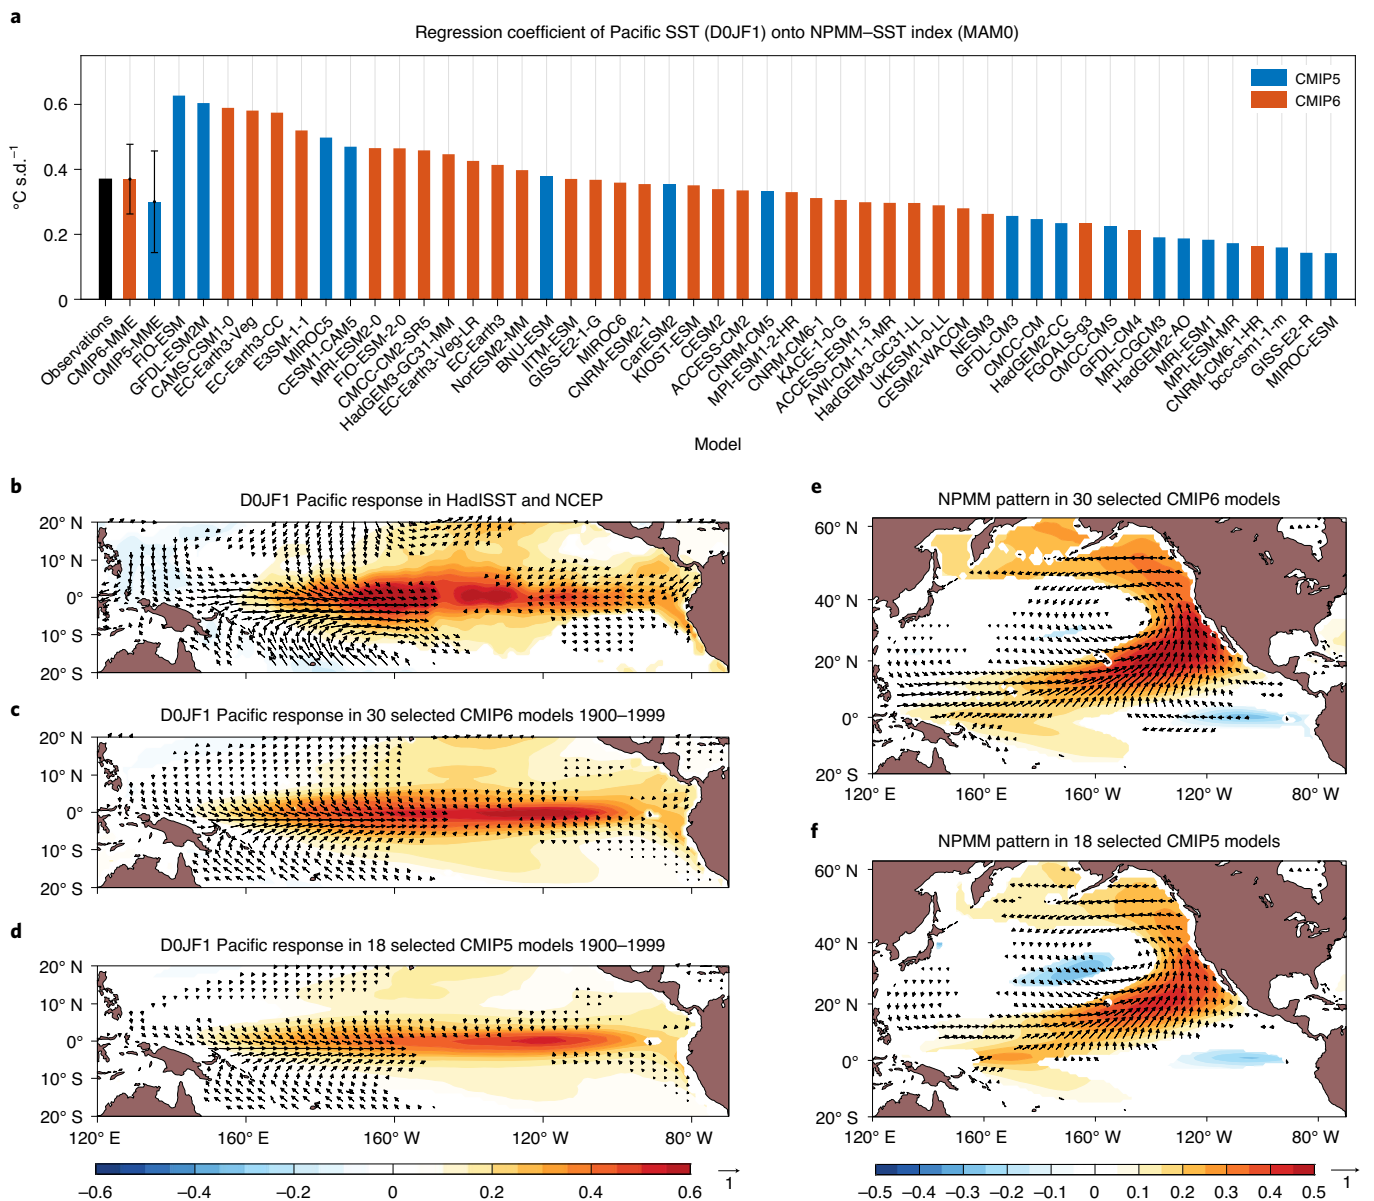 a
Regression coefficient of Pacific SST (D0JF1) onto NPMM–SST index (MAM0)
CMIP5
CMIP6
°C s.d.⁻¹
0.6
0.4
0.2
0
Observations
CMIP6-MME
CMIP5-MME
FIO-ESM
GFDL-ESM2M
CAMS-CSM1-0
EC-Earth3-Veg
EC-Earth3-CC
E3SM-1-1
MIROC5
CESM1-CAM5
MRI-ESM2-0
FIO-ESM-2-0
CMCC-CM2-SR5
HadGEM3-GC31-MM
EC-Earth3-Veg-LR
EC-Earth3
NorESM2-MM
BNU-ESM
IITM-ESM
GISS-E2-1-G
MIROC6
CNRM-ESM2-1
CanESM2
KIOST-ESM
CESM2
ACCESS-CM2
CNRM-CM5
MPI-ESM1-2-HR
CNRM-CM6-1
KACE-1-0-G
ACCESS-ESM1-5
AWI-CM-1-1-MR
HadGEM3-GC31-LL
UKESM1-0-LL
CESM2-WACCM
NESM3
GFDL-CM3
CMCC-CM
HadGEM2-CC
FGOALS-g3
CMCC-CMS
GFDL-CM4
MRI-CGCM3
HadGEM2-AO
MRI-ESM1
MPI-ESM-MR
CNRM-CM6-1-HR
bcc-csm1-1-m
GISS-E2-R
MIROC-ESM
Model
b
D0JF1 Pacific response in HadISST and NCEP
20° N
10° N
0°
10° S
20° S
c
D0JF1 Pacific response in 30 selected CMIP6 models 1900–1999
20° N
10° N
0°
10° S
20° S
d
D0JF1 Pacific response in 18 selected CMIP5 models 1900–1999
20° N
10° N
0°
10° S
20° S
120° E 160° E 160° W 120° W 80° W
–0.6 –0.4 –0.2 0 0.2 0.4 0.6 1
e
NPMM pattern in 30 selected CMIP6 models
60° N
40° N
20° N
0°
20° S
120° E 160° E 160° W 120° W 80° W
f
NPMM pattern in 18 selected CMIP5 models
60° N
40° N
20° N
0°
20° S
120° E 160° E 160° W 120° W 80° W
–0.5 –0.4 –0.3 –0.2 –0.1 0 0.1 0.2 0.3 0.4 0.5 1